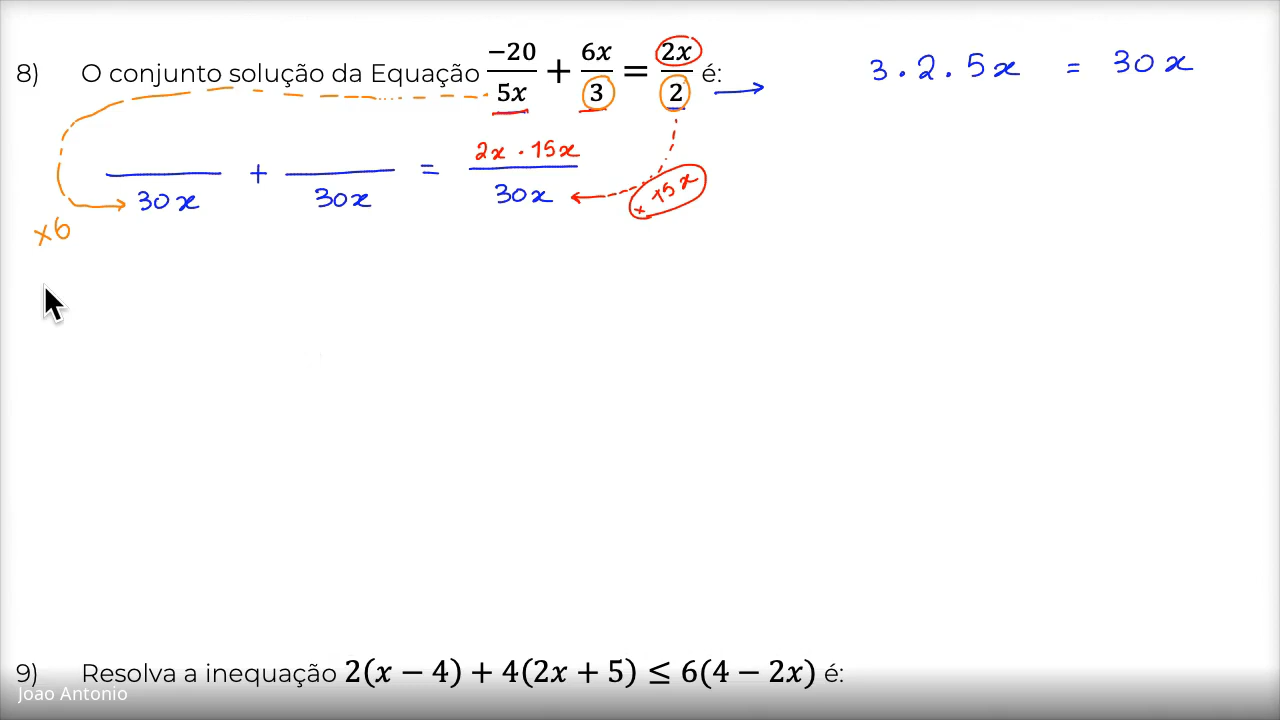 8) O conjunto solução da Equação −20/5x + 6x/3 = 2x/2 é: 3 . 2 . 5x = 30x
/30x + /30x = 2x . 15x/30x x 15x
x6
9) Resolva a inequação 2(x − 4) + 4(2x + 5) ≤ 6(4 − 2x) é:
Joao Antonio